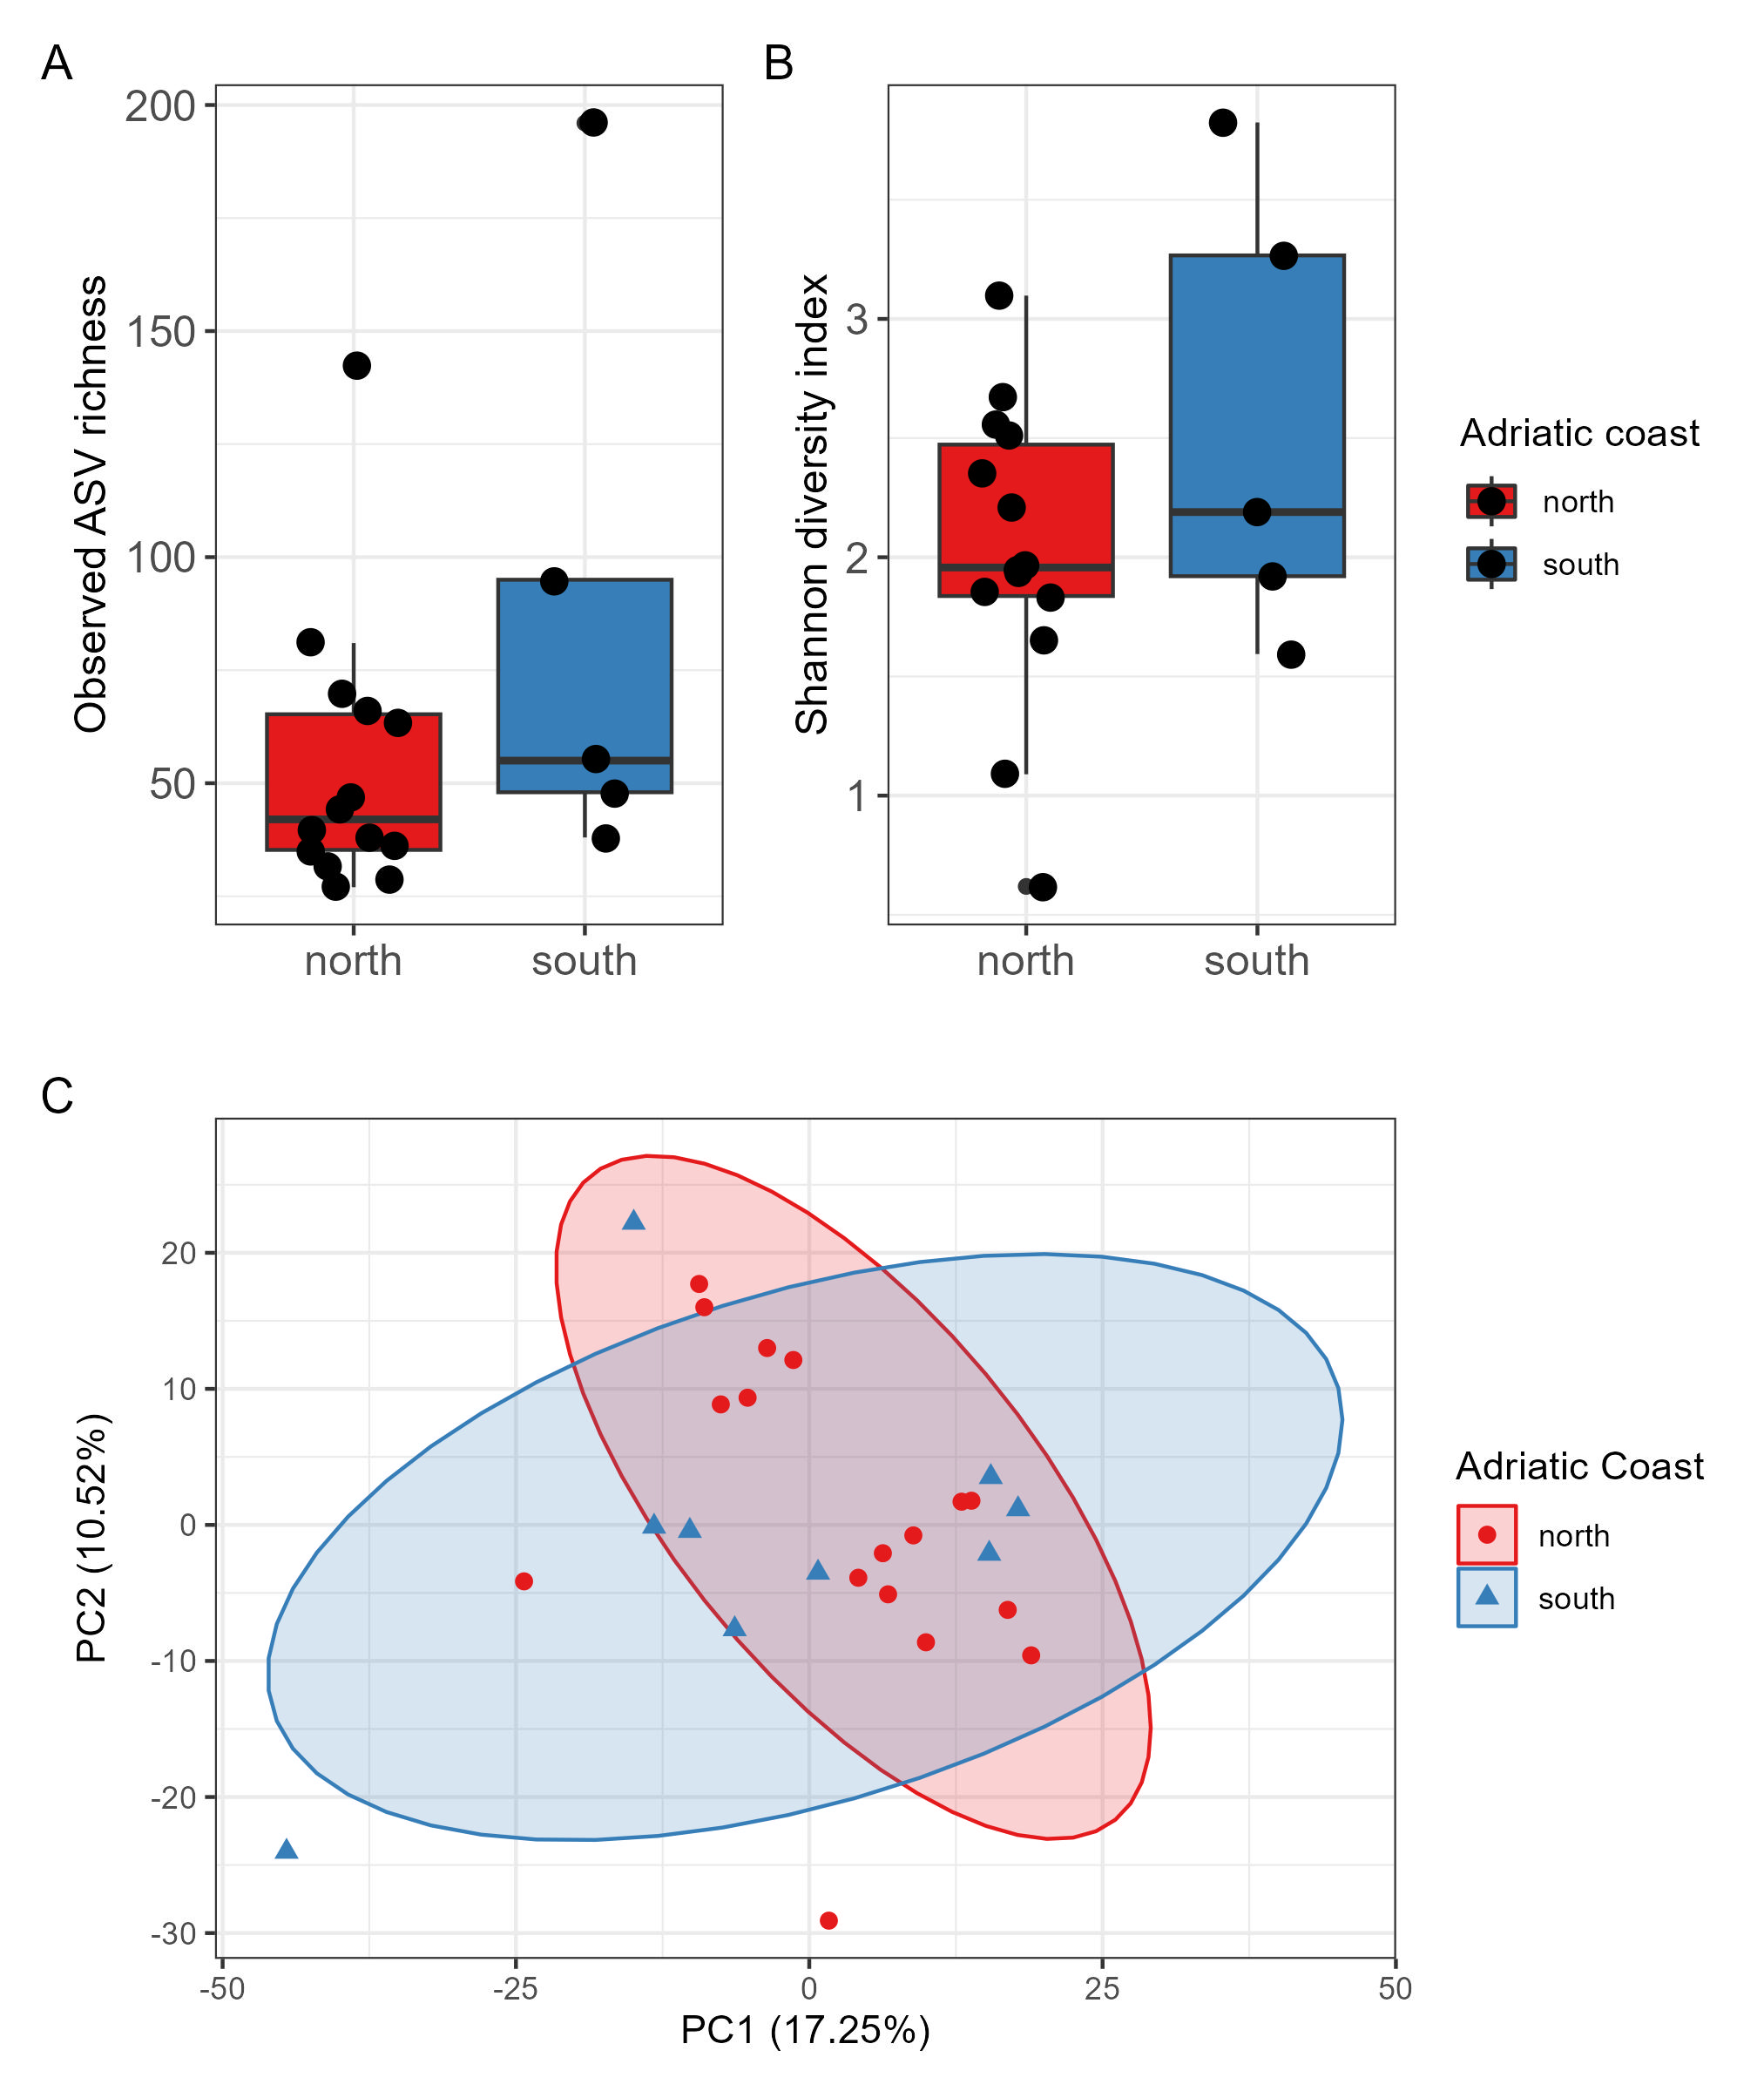 A
Observed ASV richness
200
150
100
50
north
south
B
Shannon diversity index
3
2
1
north
south
Adriatic coast
north
south
C
PC2 (10.52%)
20
10
0
-10
-20
-30
-50
-25
0
25
50
PC1 (17.25%)
Adriatic Coast
north
south